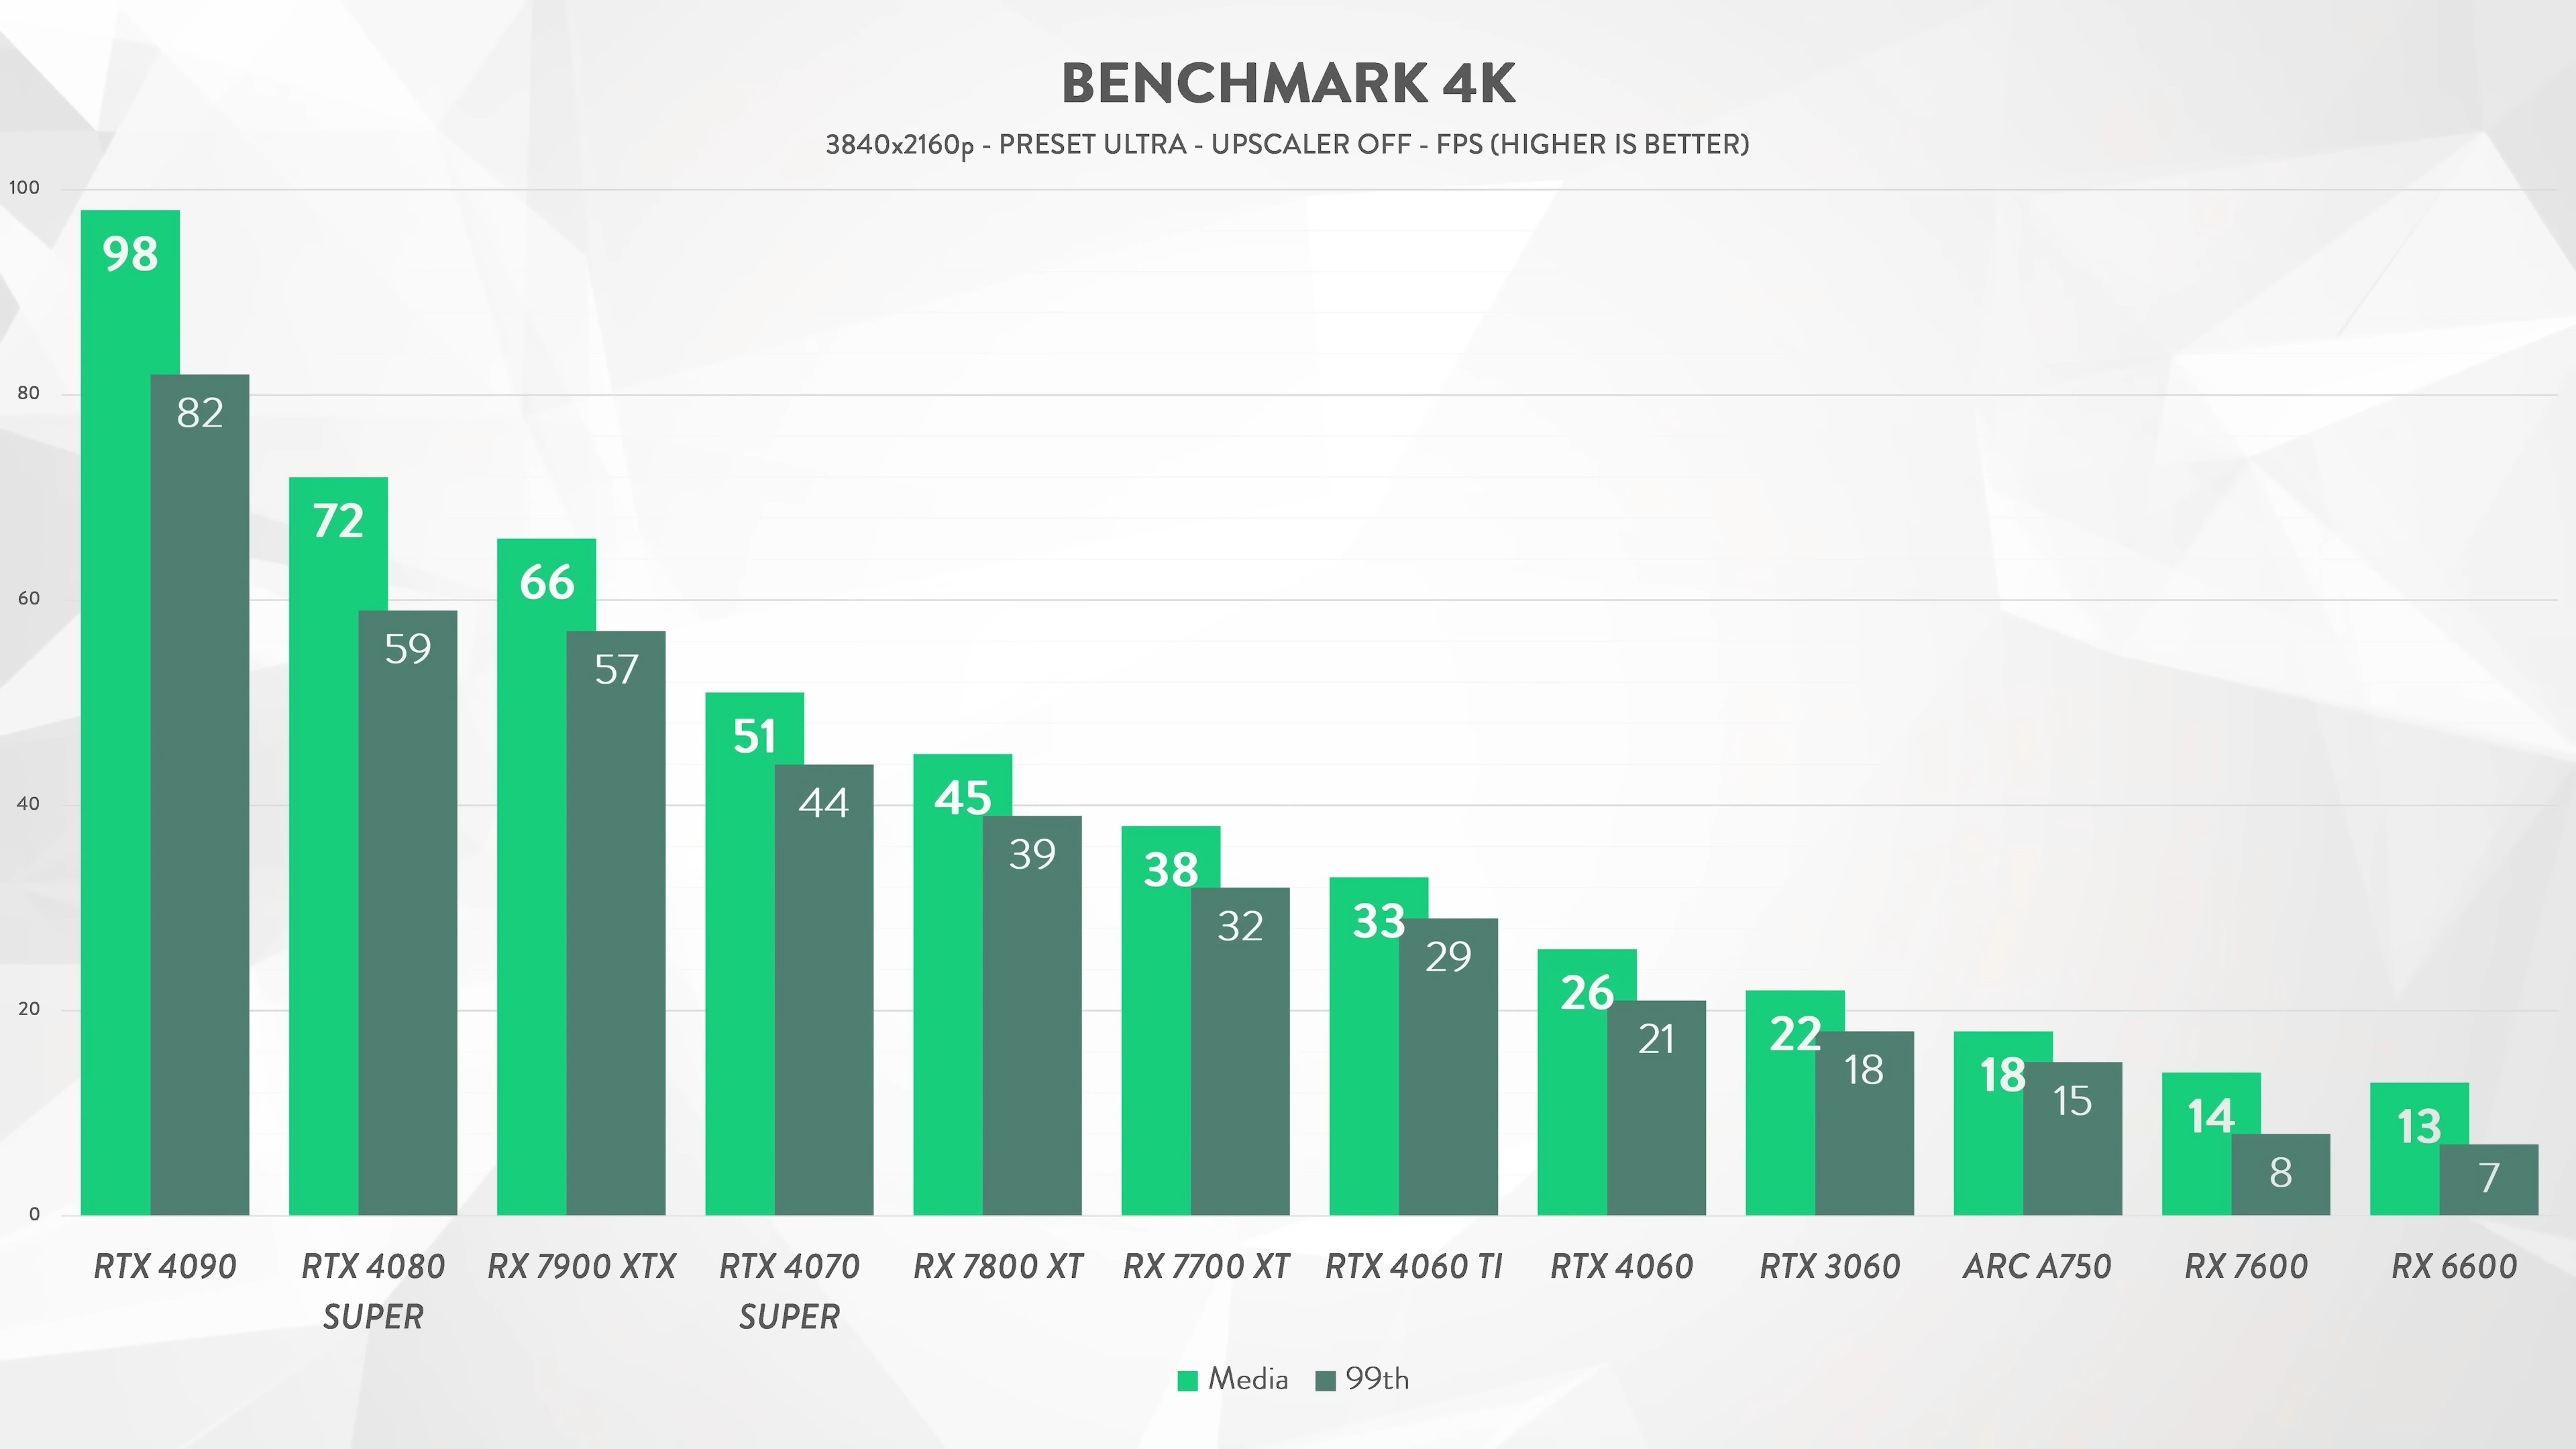 BENCHMARK 4K
3840x2160p - PRESET ULTRA - UPSCALER OFF - FPS (HIGHER IS BETTER)
100
80
60
40
20
0
98
82
72
59
66
57
51
44
45
39
38
32
33
29
26
21
22
18
18
15
14
8
13
7
RTX 4090
RTX 4080
SUPER
RX 7900 XTX
RTX 4070
SUPER
RX 7800 XT
RX 7700 XT
RTX 4060 TI
RTX 4060
RTX 3060
ARC A750
RX 7600
RX 6600
Media
99th